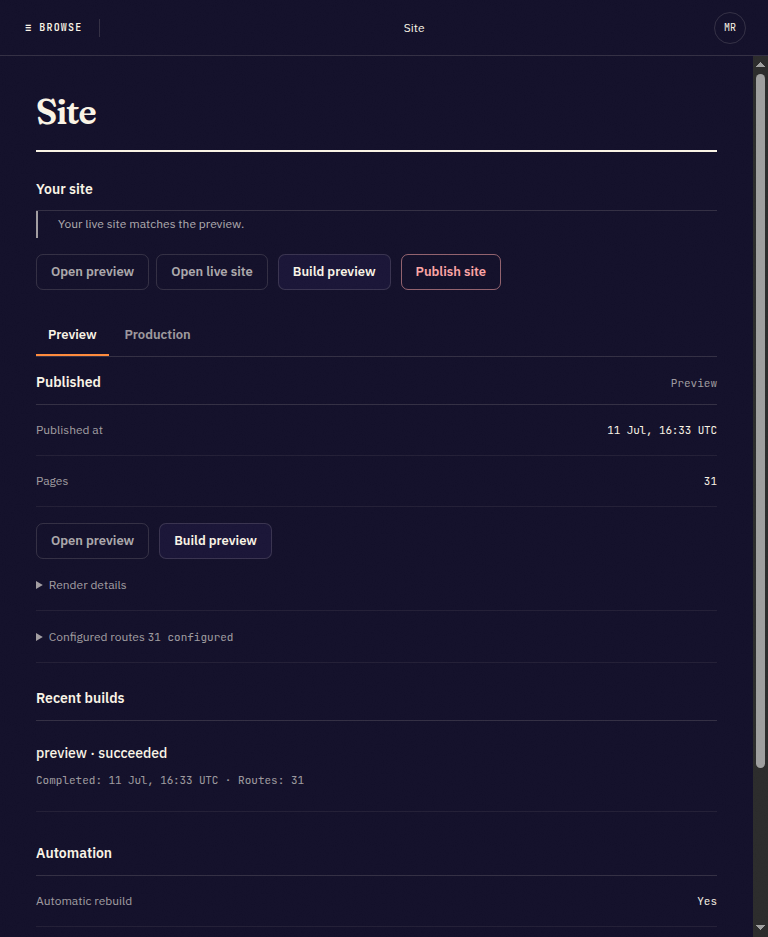 ≡ BROWSE
Site
MR
Site
Your site
Your live site matches the preview.
Open preview
Open live site
Build preview
Publish site
Preview
Production
Published
Preview
Published at
11 Jul, 16:33 UTC
Pages
31
Open preview
Build preview
Render details
Configured routes 31 configured
Recent builds
preview · succeeded
Completed: 11 Jul, 16:33 UTC · Routes: 31
Automation
Automatic rebuild
Yes